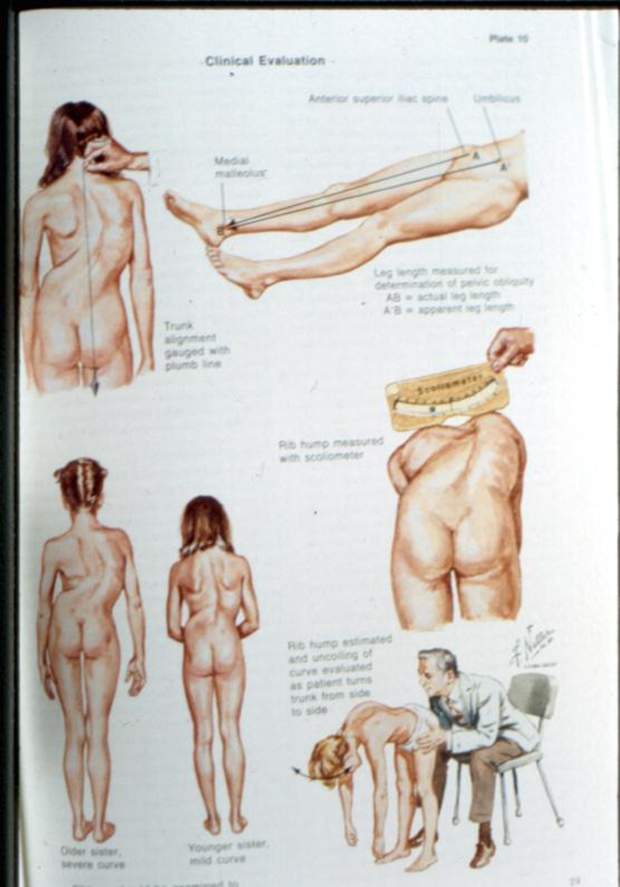 Plate 10
Clinical Evaluation
Anterior superior iliac spine
Umbilicus
A
A'
Medial
malleolus
B
Leg length measured for
determination of pelvic obliquity
AB = actual leg length
A'B = apparent leg length
Trunk
alignment
gauged with
plumb line
Scoliometer
Rib hump measured
with scoliometer
Rib hump estimated
and uncoiling of
curve evaluated
as patient turns
trunk from side
to side
Older sister,
severe curve
Younger sister,
mild curve
19